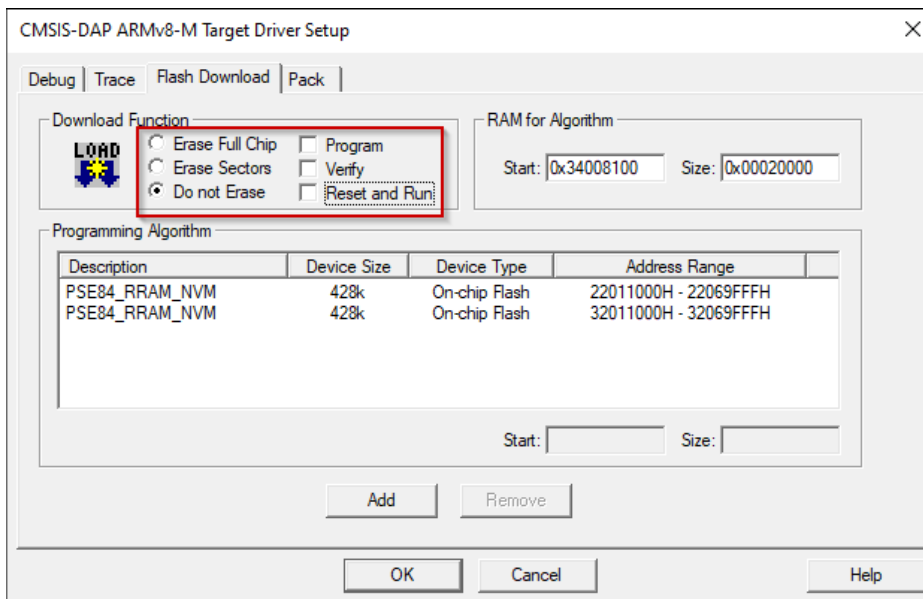 CMSIS-DAP ARMv8-M Target Driver Setup
Debug Trace Flash Download Pack
Download Function
LOAD
Erase Full Chip
Erase Sectors
Do not Erase
Program
Verify
Reset and Run
RAM for Algorithm
Start: 0x34008100 Size: 0x00020000
Programming Algorithm
Description Device Size Device Type Address Range
PSE84_RRAM_NVM 428k On-chip Flash 22011000H - 22069FFFH
PSE84_RRAM_NVM 428k On-chip Flash 32011000H - 32069FFFH
Start: Size:
Add Remove
OK Cancel Help